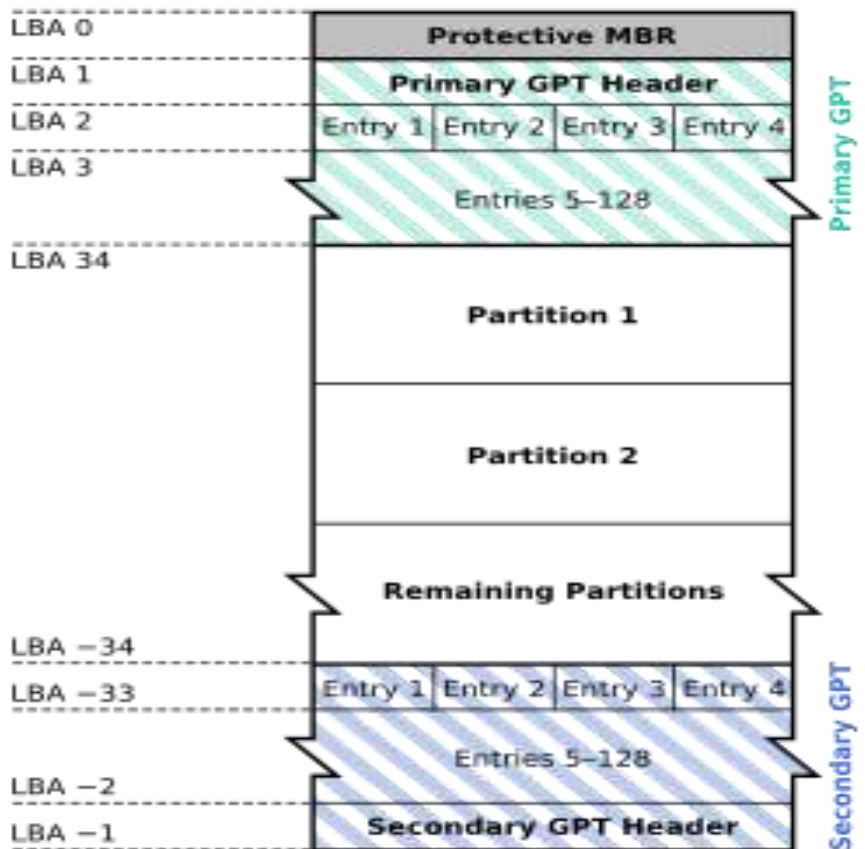 LBA 0
Protective MBR
LBA 1
Primary GPT Header
LBA 2
Entry 1 Entry 2 Entry 3 Entry 4
LBA 3
Entries 5–128
Primary GPT
LBA 34
Partition 1
Partition 2
Remaining Partitions
LBA −34
LBA −33
Entry 1 Entry 2 Entry 3 Entry 4
Entries 5–128
LBA −2
Secondary GPT Header
LBA −1
Secondary GPT